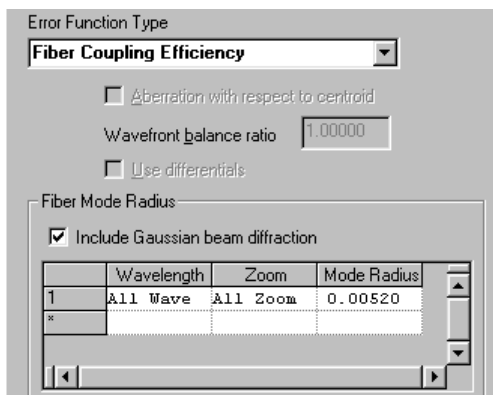 Error Function Type
Fiber Coupling Efficiency
Aberration with respect to centroid
Wavefront balance ratio 1.00000
Use differentials
Fiber Mode Radius
Include Gaussian beam diffraction
Wavelength Zoom Mode Radius
1 All Wave All Zoom 0.00520
*